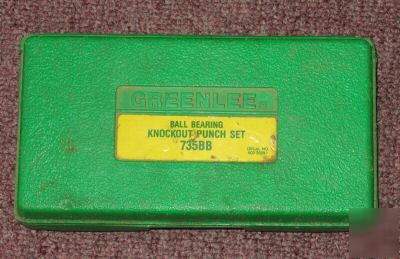 GREENLEE
BALL BEARING
KNOCKOUT PUNCH SET
735BB